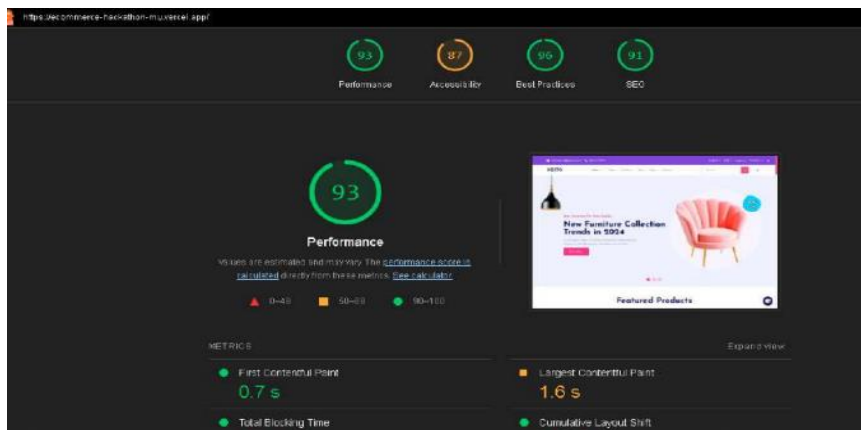 https://ecommerce-hackathon-mu.vercel.app/
93
87
96
91
Performance
Accessibility
Best Practices
SEO
93
Performance
Values are estimated and may vary. The performance score is
calculated directly from these metrics. See calculator.
0–49
50–89
90–100
New Furniture Collection
Trends in 2024
Featured Products
METRICS
Expand view
First Contentful Paint
0.7 s
Largest Contentful Paint
1.6 s
Total Blocking Time
Cumulative Layout Shift